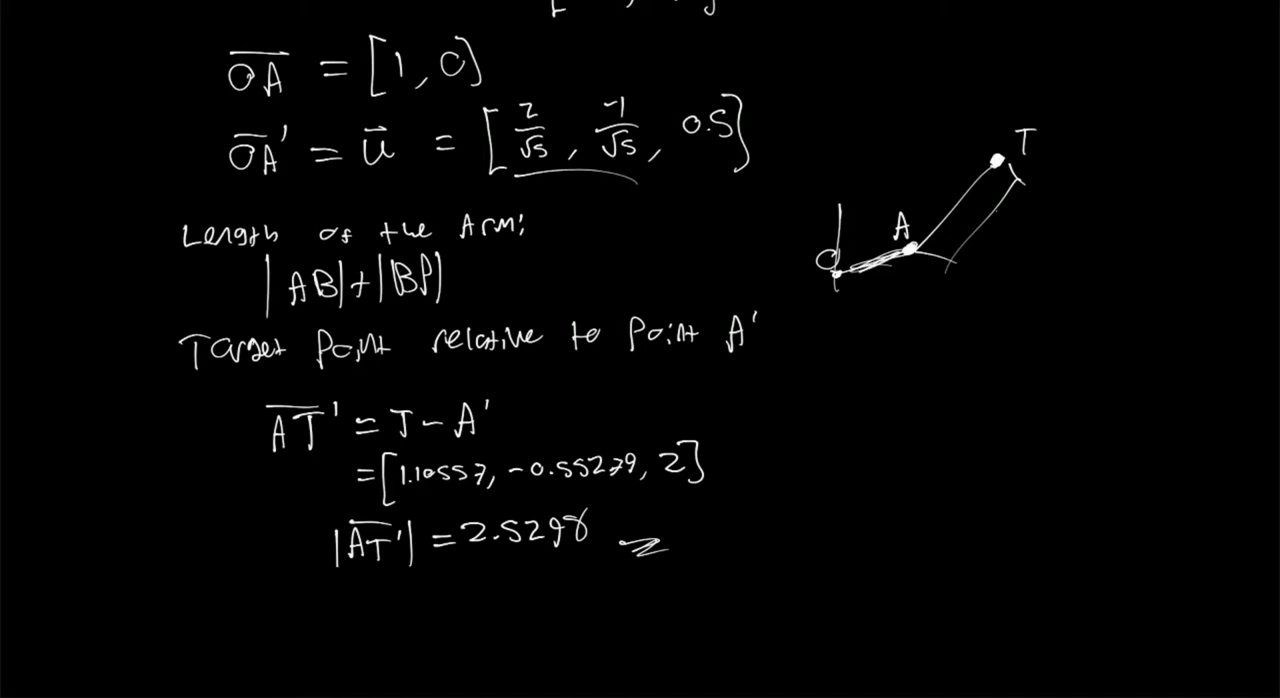 OA = [1, 0]
OA' = u = [2/√5, -1/√5, 0.5]
T
A
O
Length of the Arm:
|AB| + |BP|
Target Point relative to Point A'
AT' = T - A'
= [1.10557, -0.55279, 2]
|AT'| = 2.5298